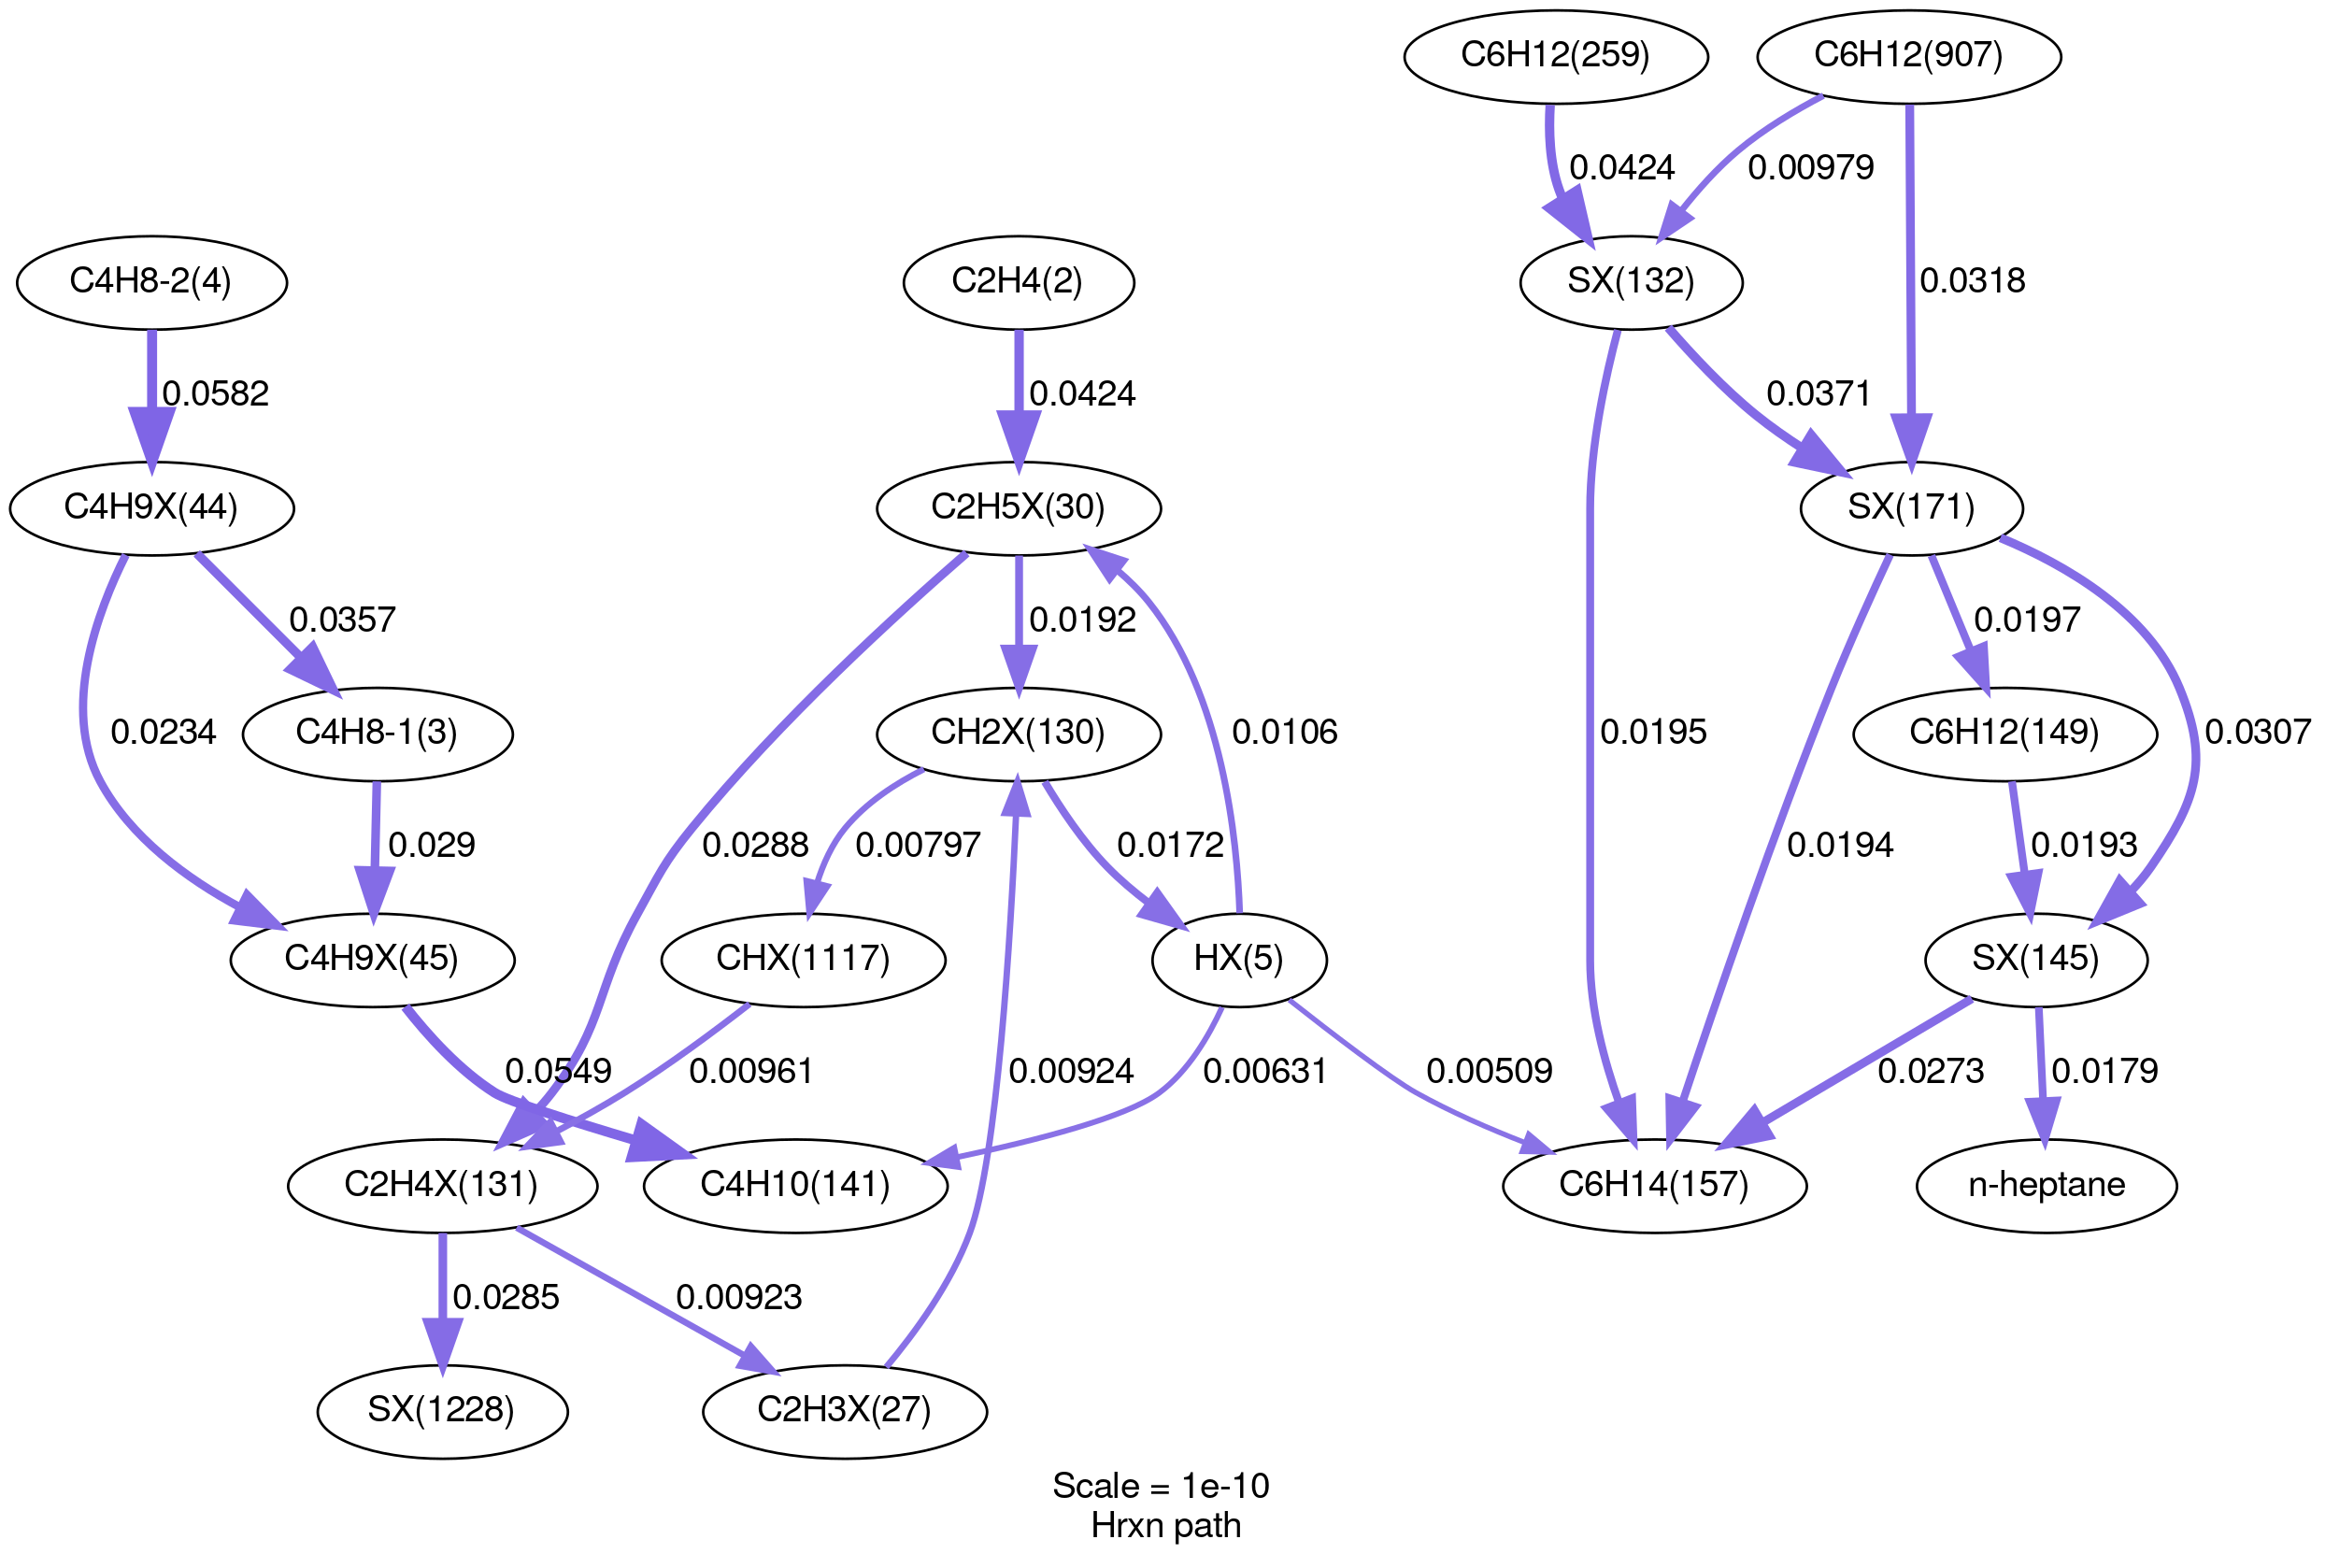 C6H12(259)
C6H12(907)
0.0424
0.00979
C4H8-2(4)
C2H4(2)
SX(132)
0.0318
0.0582
0.0424
0.0371
C4H9X(44)
C2H5X(30)
SX(171)
0.0357
0.0192
0.0197
0.0234
C4H8-1(3)
CH2X(130)
0.0106
0.0195
C6H12(149)
0.0307
0.029
0.0288
0.00797
0.0172
0.0194
0.0193
C4H9X(45)
CHX(1117)
HX(5)
SX(145)
0.0549
0.00961
0.00924
0.00631
0.00509
0.0273
0.0179
C2H4X(131)
C4H10(141)
C6H14(157)
n-heptane
0.0285
0.00923
SX(1228)
C2H3X(27)
Scale = 1e-10
Hrxn path